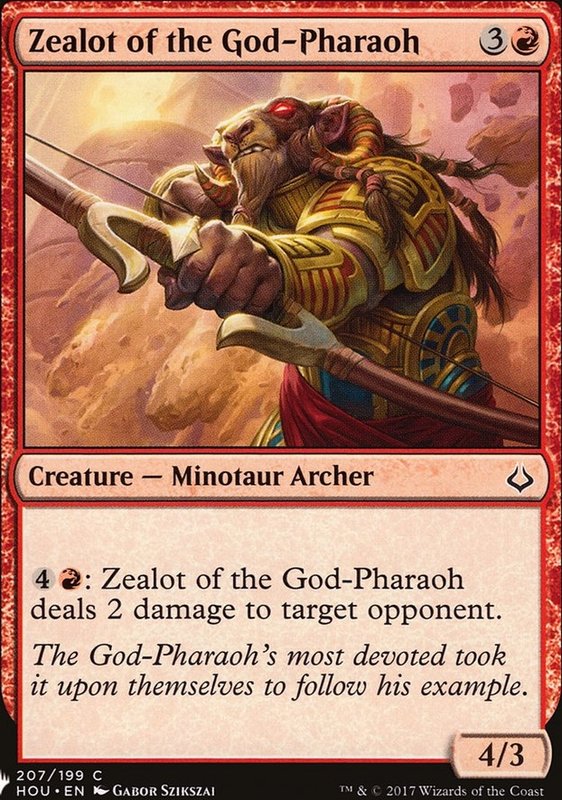 Zealot of the God-Pharaoh 3
Creature — Minotaur Archer
4: Zealot of the God-Pharaoh
deals 2 damage to target opponent.
The God-Pharaoh's most devoted took
it upon themselves to follow his example.
4/3
207/199 C
HOU • EN Gabor Szikszai
™ & © 2017 Wizards of the Coast